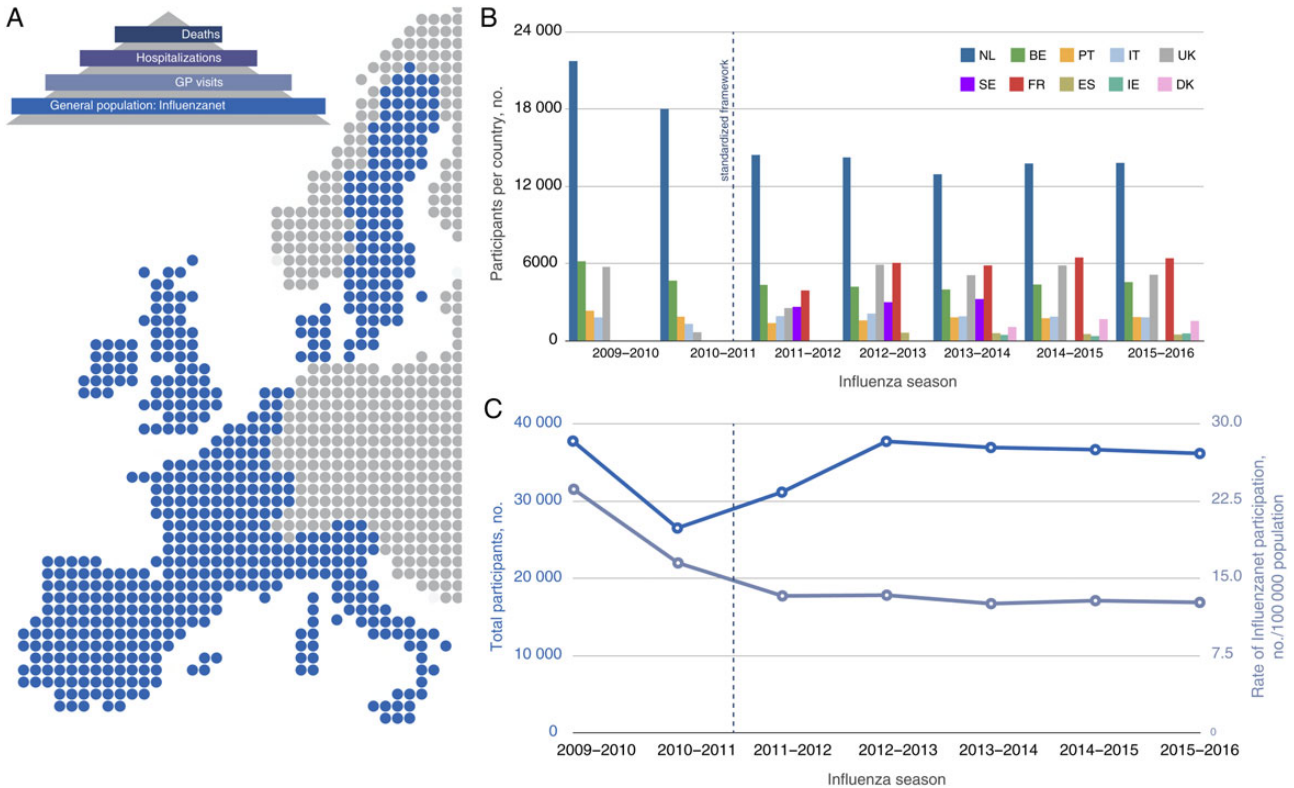 A
Deaths
Hospitalizations
GP visits
General population: Influenzanet
B
24 000
18 000
12 000
6000
0
Participants per country, no.
standardized framework
NL BE PT IT UK
SE FR ES IE DK
2009–2010 2010–2011 2011–2012 2012–2013 2013–2014 2014–2015 2015–2016
Influenza season
C
40 000
30 000
20 000
10 000
0
Total participants, no.
30.0
22.5
15.0
7.5
0
Rate of Influenzanet participation,
no./100 000 population
2009–2010 2010–2011 2011–2012 2012–2013 2013–2014 2014–2015 2015–2016
Influenza season